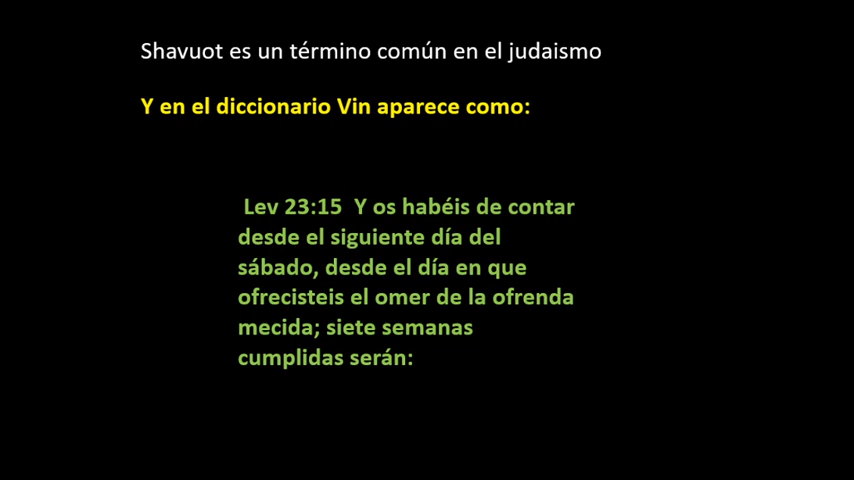 Shavuot es un término común en el judaismo
Y en el diccionario Vin aparece como:
Lev 23:15 Y os habéis de contar
desde el siguiente día del
sábado, desde el día en que
ofrecisteis el omer de la ofrenda
mecida; siete semanas
cumplidas serán: